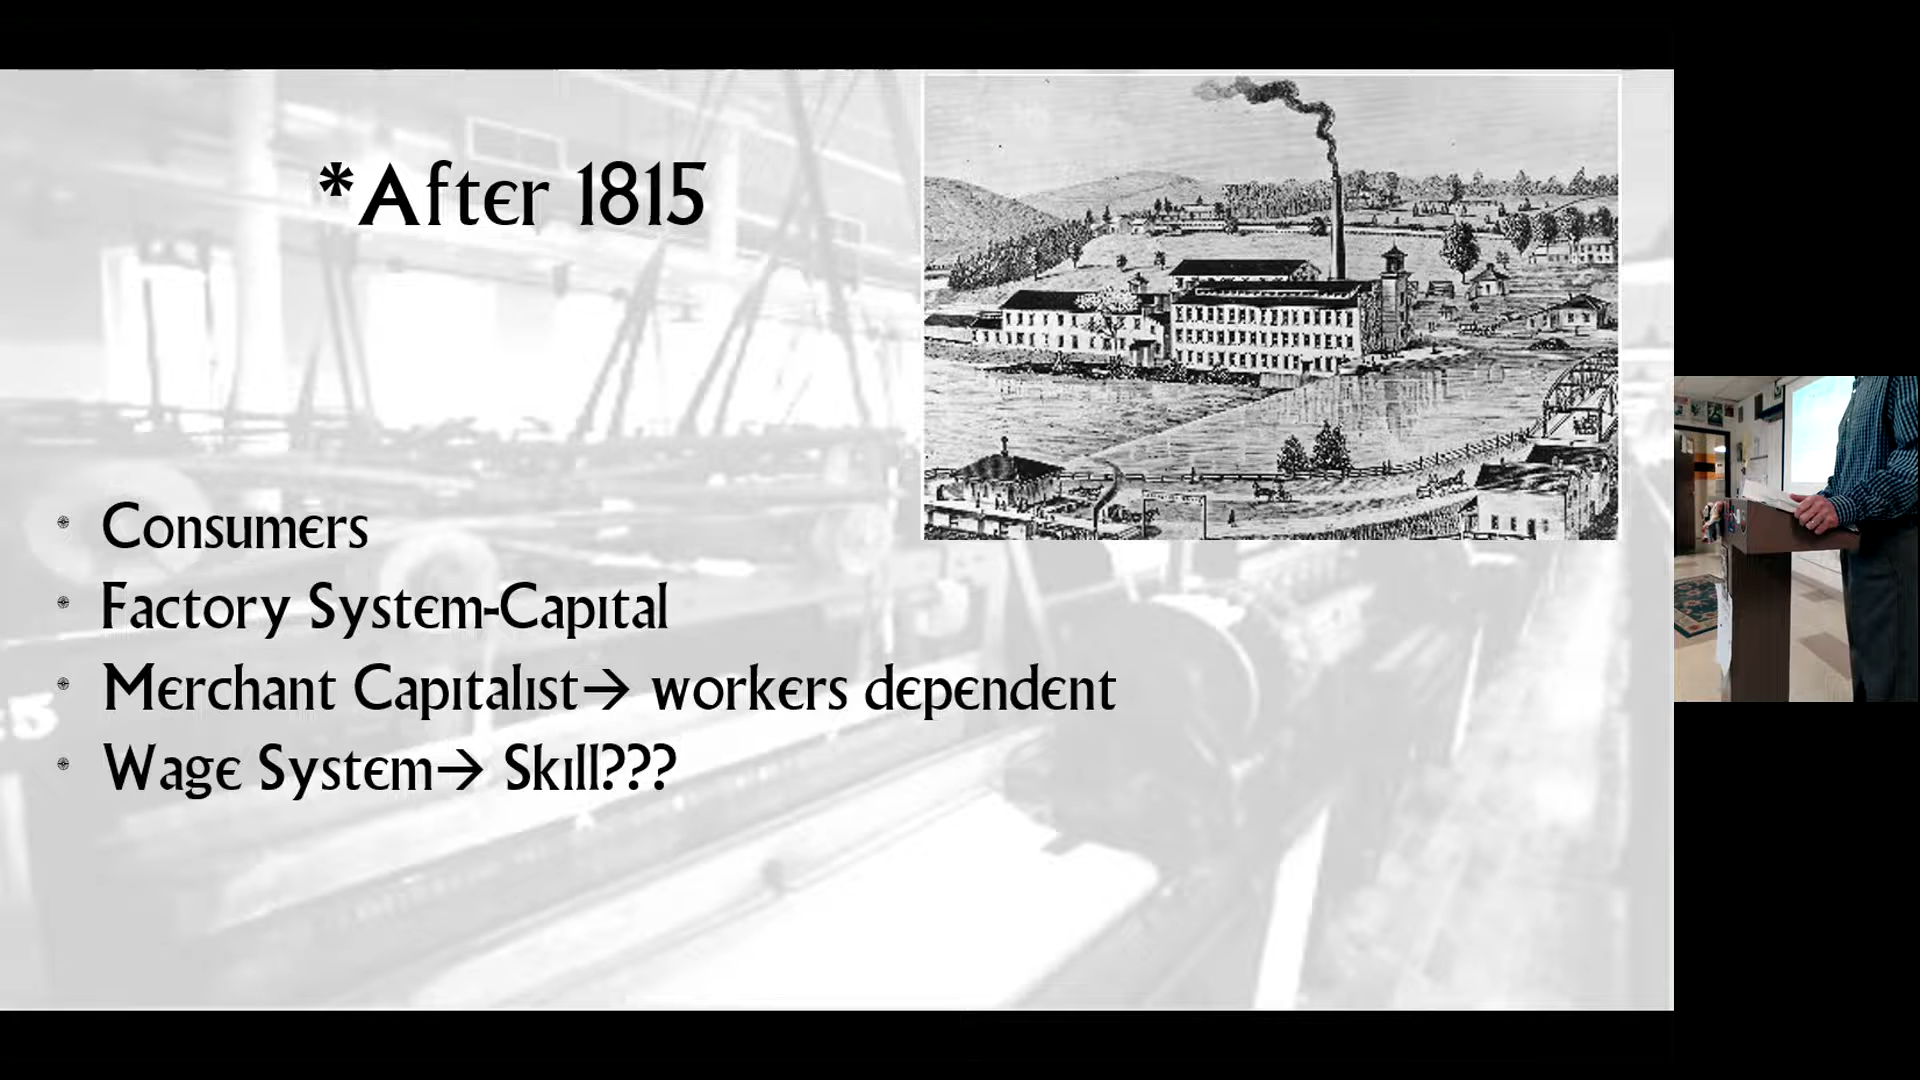 *After 1815
Consumers
Factory System-Capital
Merchant Capitalist→ workers dependent
Wage System→ Skill???